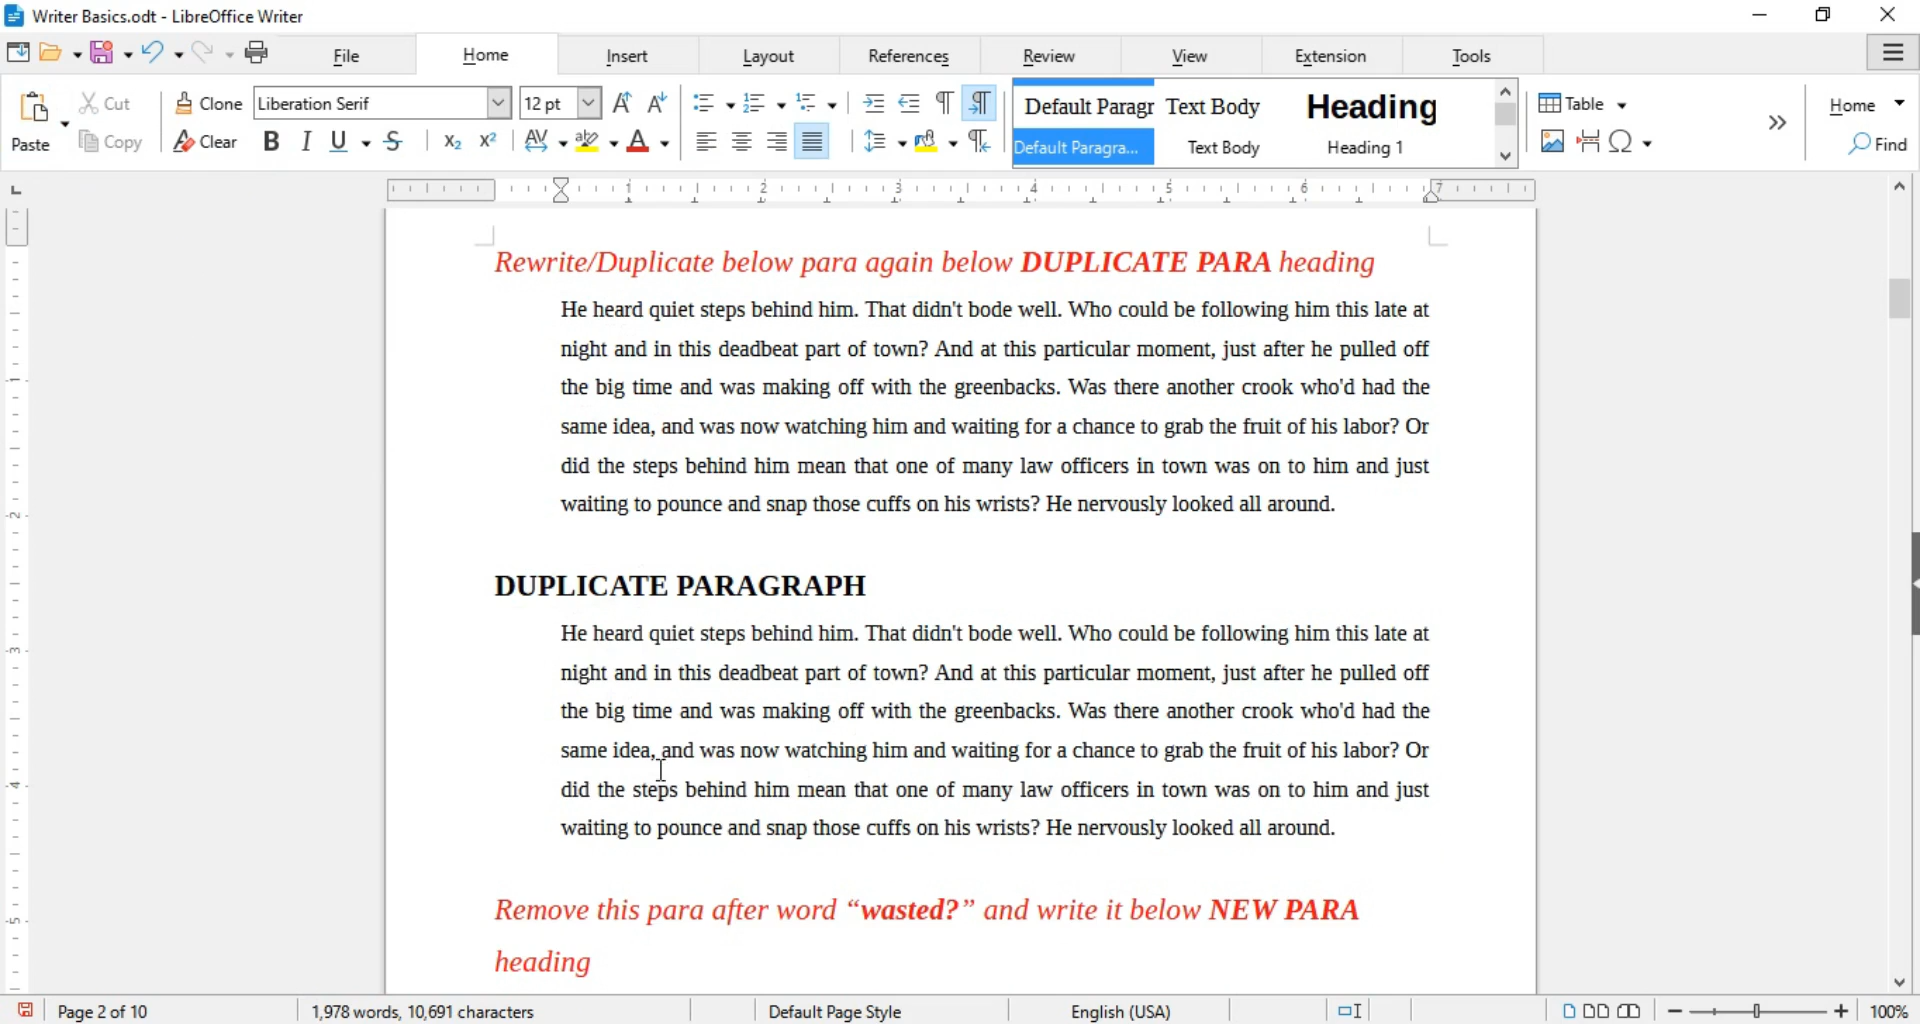 Writer Basics.odt - LibreOffice Writer
File Home Insert Layout References Review View Extension Tools
Paste Cut Copy Clone Clear
Liberation Serif 12 pt
B I U S X₂ X² AV A
Default Paragr Text Body Heading
Default Paragra... Text Body Heading 1
Table Home
Find
1 2 3 4 5 6 7
Rewrite/Duplicate below para again below DUPLICATE PARA heading
He heard quiet steps behind him. That didn't bode well. Who could be following him this late at
night and in this deadbeat part of town? And at this particular moment, just after he pulled off
the big time and was making off with the greenbacks. Was there another crook who'd had the
same idea, and was now watching him and waiting for a chance to grab the fruit of his labor? Or
did the steps behind him mean that one of many law officers in town was on to him and just
waiting to pounce and snap those cuffs on his wrists? He nervously looked all around.
DUPLICATE PARAGRAPH
He heard quiet steps behind him. That didn't bode well. Who could be following him this late at
night and in this deadbeat part of town? And at this particular moment, just after he pulled off
the big time and was making off with the greenbacks. Was there another crook who'd had the
same idea, and was now watching him and waiting for a chance to grab the fruit of his labor? Or
did the steps behind him mean that one of many law officers in town was on to him and just
waiting to pounce and snap those cuffs on his wrists? He nervously looked all around.
Remove this para after word “wasted?” and write it below NEW PARA
heading
1
2
3
4
5
Page 2 of 10 1,978 words, 10,691 characters Default Page Style English (USA) 100%